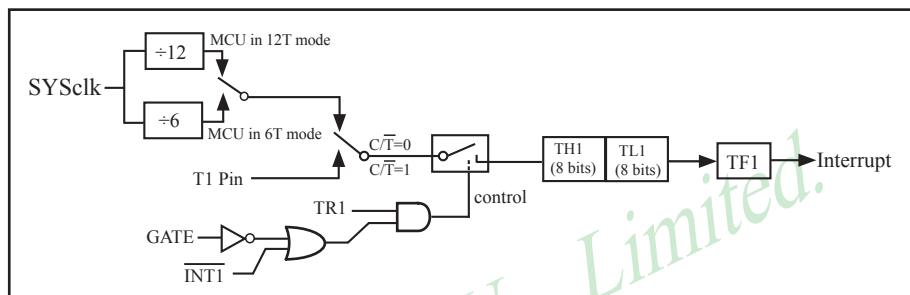 ÷12
MCU in 12T mode
SYSclk
÷6
MCU in 6T mode
C/T̅=0
C/T̅=1
T1 Pin
TH1
(8 bits)
TL1
(8 bits)
TF1
Interrupt
control
TR1
GATE
I̅N̅T̅1̅
Limited.